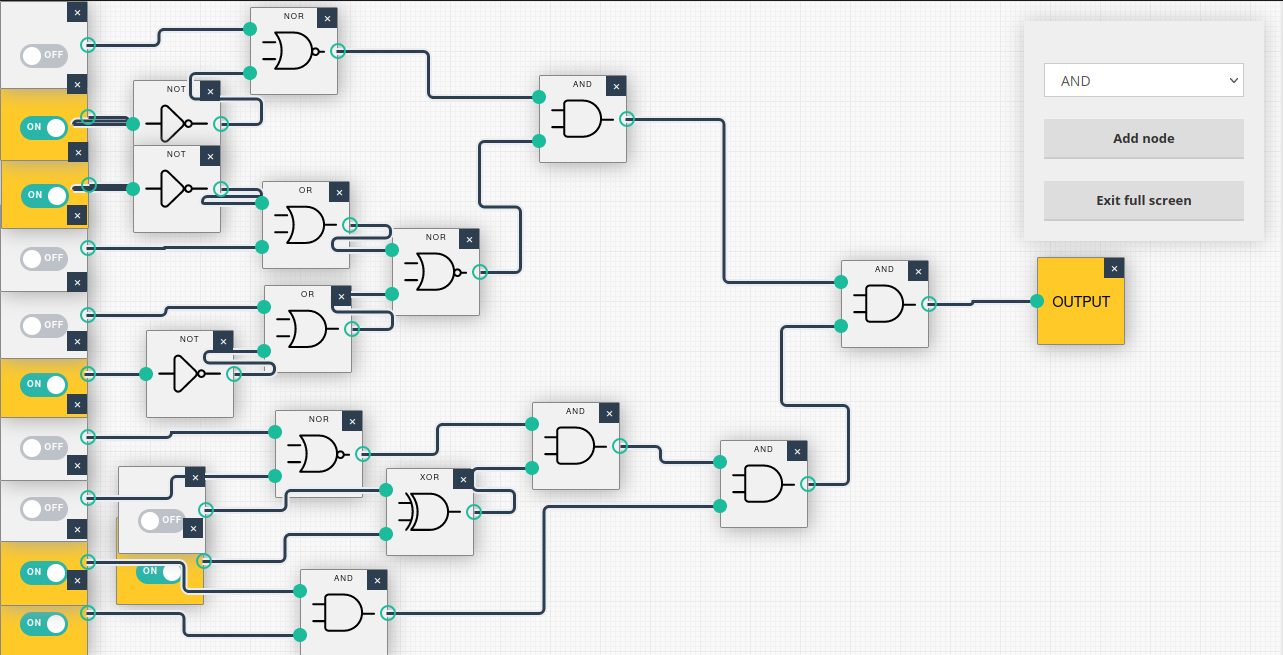 NOR ×
×
OFF
AND
×
AND ×
Add node
×
NOT ×
ON
×
NOT ×
Exit full screen
ON
OR ×
×
NOR ×
OFF
AND ×
×
×
OR ×
OUTPUT
OFF
NOT ×
×
ON
×
AND ×
NOR ×
OFF
AND ×
×
× XOR ×
OFF
OFF ×
×
ON
ON
×
AND ×
ON